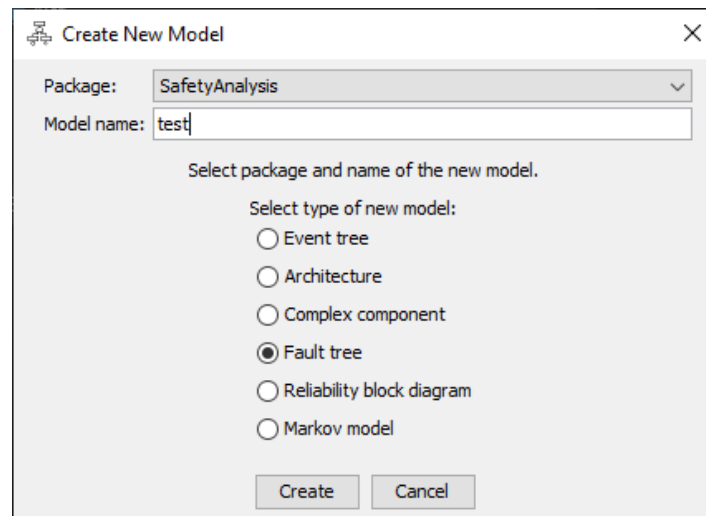 Create New Model
Package: SafetyAnalysis
Model name: test
Select package and name of the new model.
Select type of new model:
Event tree
Architecture
Complex component
Fault tree
Reliability block diagram
Markov model
Create Cancel